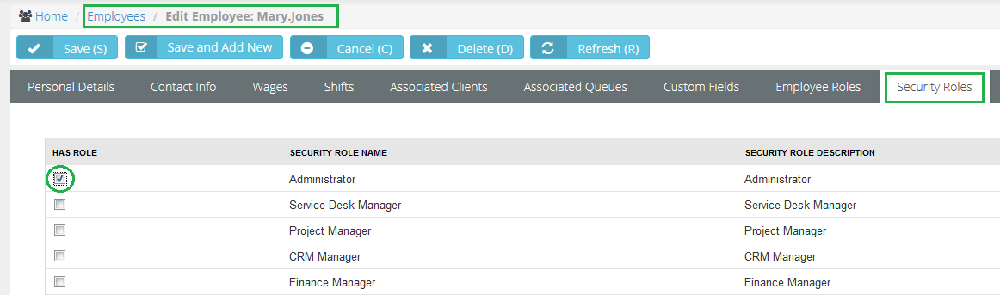 Home / Employees / Edit Employee: Mary.Jones
Save (S) Save and Add New Cancel (C) Delete (D) Refresh (R)
Personal Details Contact Info Wages Shifts Associated Clients Associated Queues Custom Fields Employee Roles Security Roles
HAS ROLE SECURITY ROLE NAME SECURITY ROLE DESCRIPTION
Administrator Administrator
Service Desk Manager Service Desk Manager
Project Manager Project Manager
CRM Manager CRM Manager
Finance Manager Finance Manager